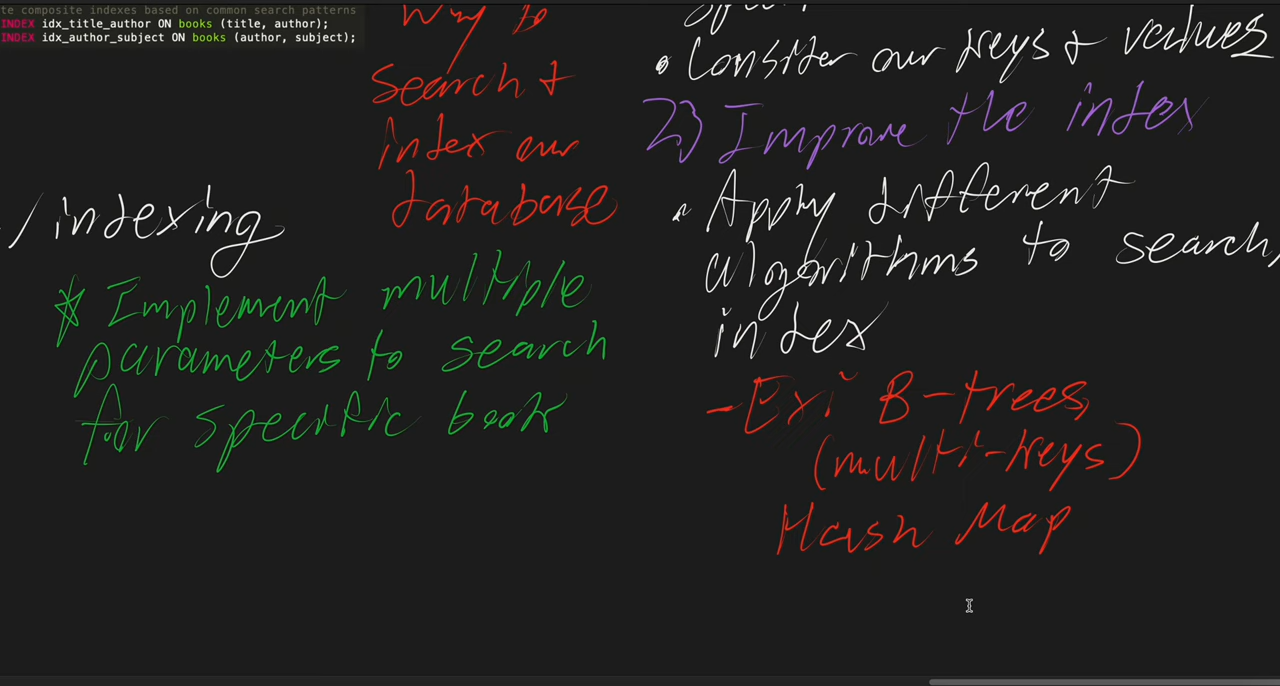 te composite indexes based on common search patterns
INDEX idx_title_author ON books (title, author);
INDEX idx_author_subject ON books (author, subject);
way to
search +
index our
database
/indexing
* Implement multiple
parameters to search
for specific book
• Consider our keys + values
2) Improve the index
• Apply different
algorithms to search,
index
- Ex: B-trees,
(multi-keys)
Hash Map